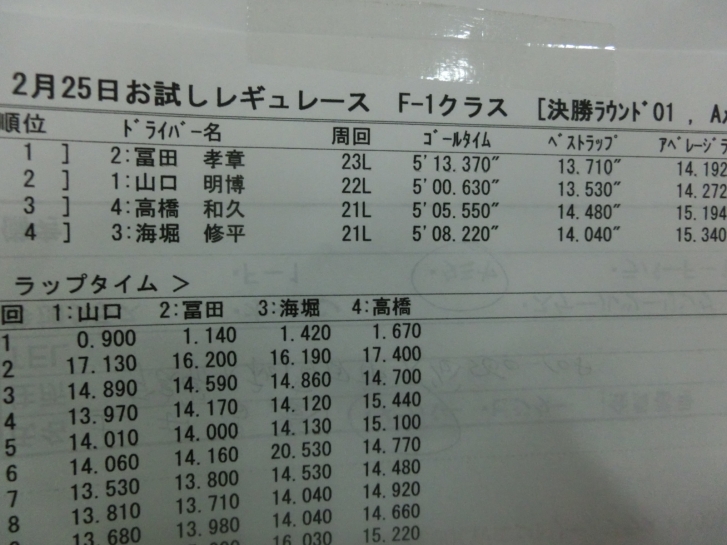 2月25日お試しレギュレース F-1クラス [決勝ラウンド01 , A
順位 ドライバー名 周回 ゴールタイム ベストラップ アベレージラ
1 ] 2:冨田 孝章 23L 5'13.370" 13.710" 14.192
2 ] 1:山口 明博 22L 5'00.630" 13.530" 14.272
3 ] 4:高橋 和久 21L 5'05.550" 14.480" 15.194
4 ] 3:海堀 修平 21L 5'08.220" 14.040" 15.340
ラップタイム >
回 1:山口 2:冨田 3:海堀 4:高橋
1 0.900 1.140 1.420 1.670
2 17.130 16.200 16.190 17.400
3 14.890 14.590 14.860 14.700
4 13.970 14.170 14.120 15.440
5 14.010 14.000 14.130 15.100
6 14.060 14.160 20.530 14.770
7 13.530 13.800 14.530 14.480
8 13.810 13.710 14.040 14.920
13.680 13.980 14.040 14.660
16.030 15.220